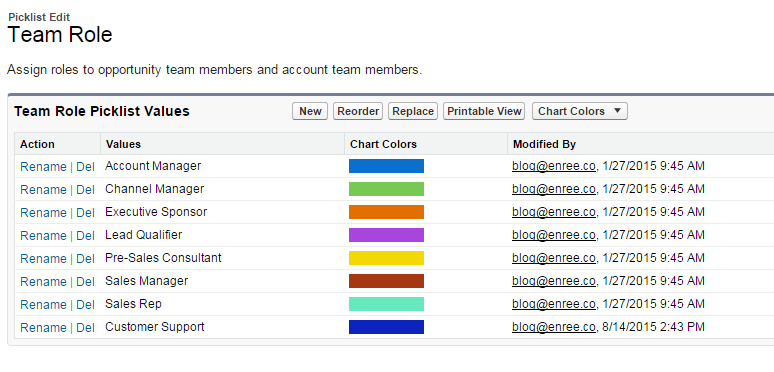 Picklist Edit
Team Role
Assign roles to opportunity team members and account team members.
Team Role Picklist Values New Reorder Replace Printable View Chart Colors ▼
Action Values Chart Colors Modified By
Rename | Del Account Manager blog@enree.co, 1/27/2015 9:45 AM
Rename | Del Channel Manager blog@enree.co, 1/27/2015 9:45 AM
Rename | Del Executive Sponsor blog@enree.co, 1/27/2015 9:45 AM
Rename | Del Lead Qualifier blog@enree.co, 1/27/2015 9:45 AM
Rename | Del Pre-Sales Consultant blog@enree.co, 1/27/2015 9:45 AM
Rename | Del Sales Manager blog@enree.co, 1/27/2015 9:45 AM
Rename | Del Sales Rep blog@enree.co, 1/27/2015 9:45 AM
Rename | Del Customer Support blog@enree.co, 8/14/2015 2:43 PM